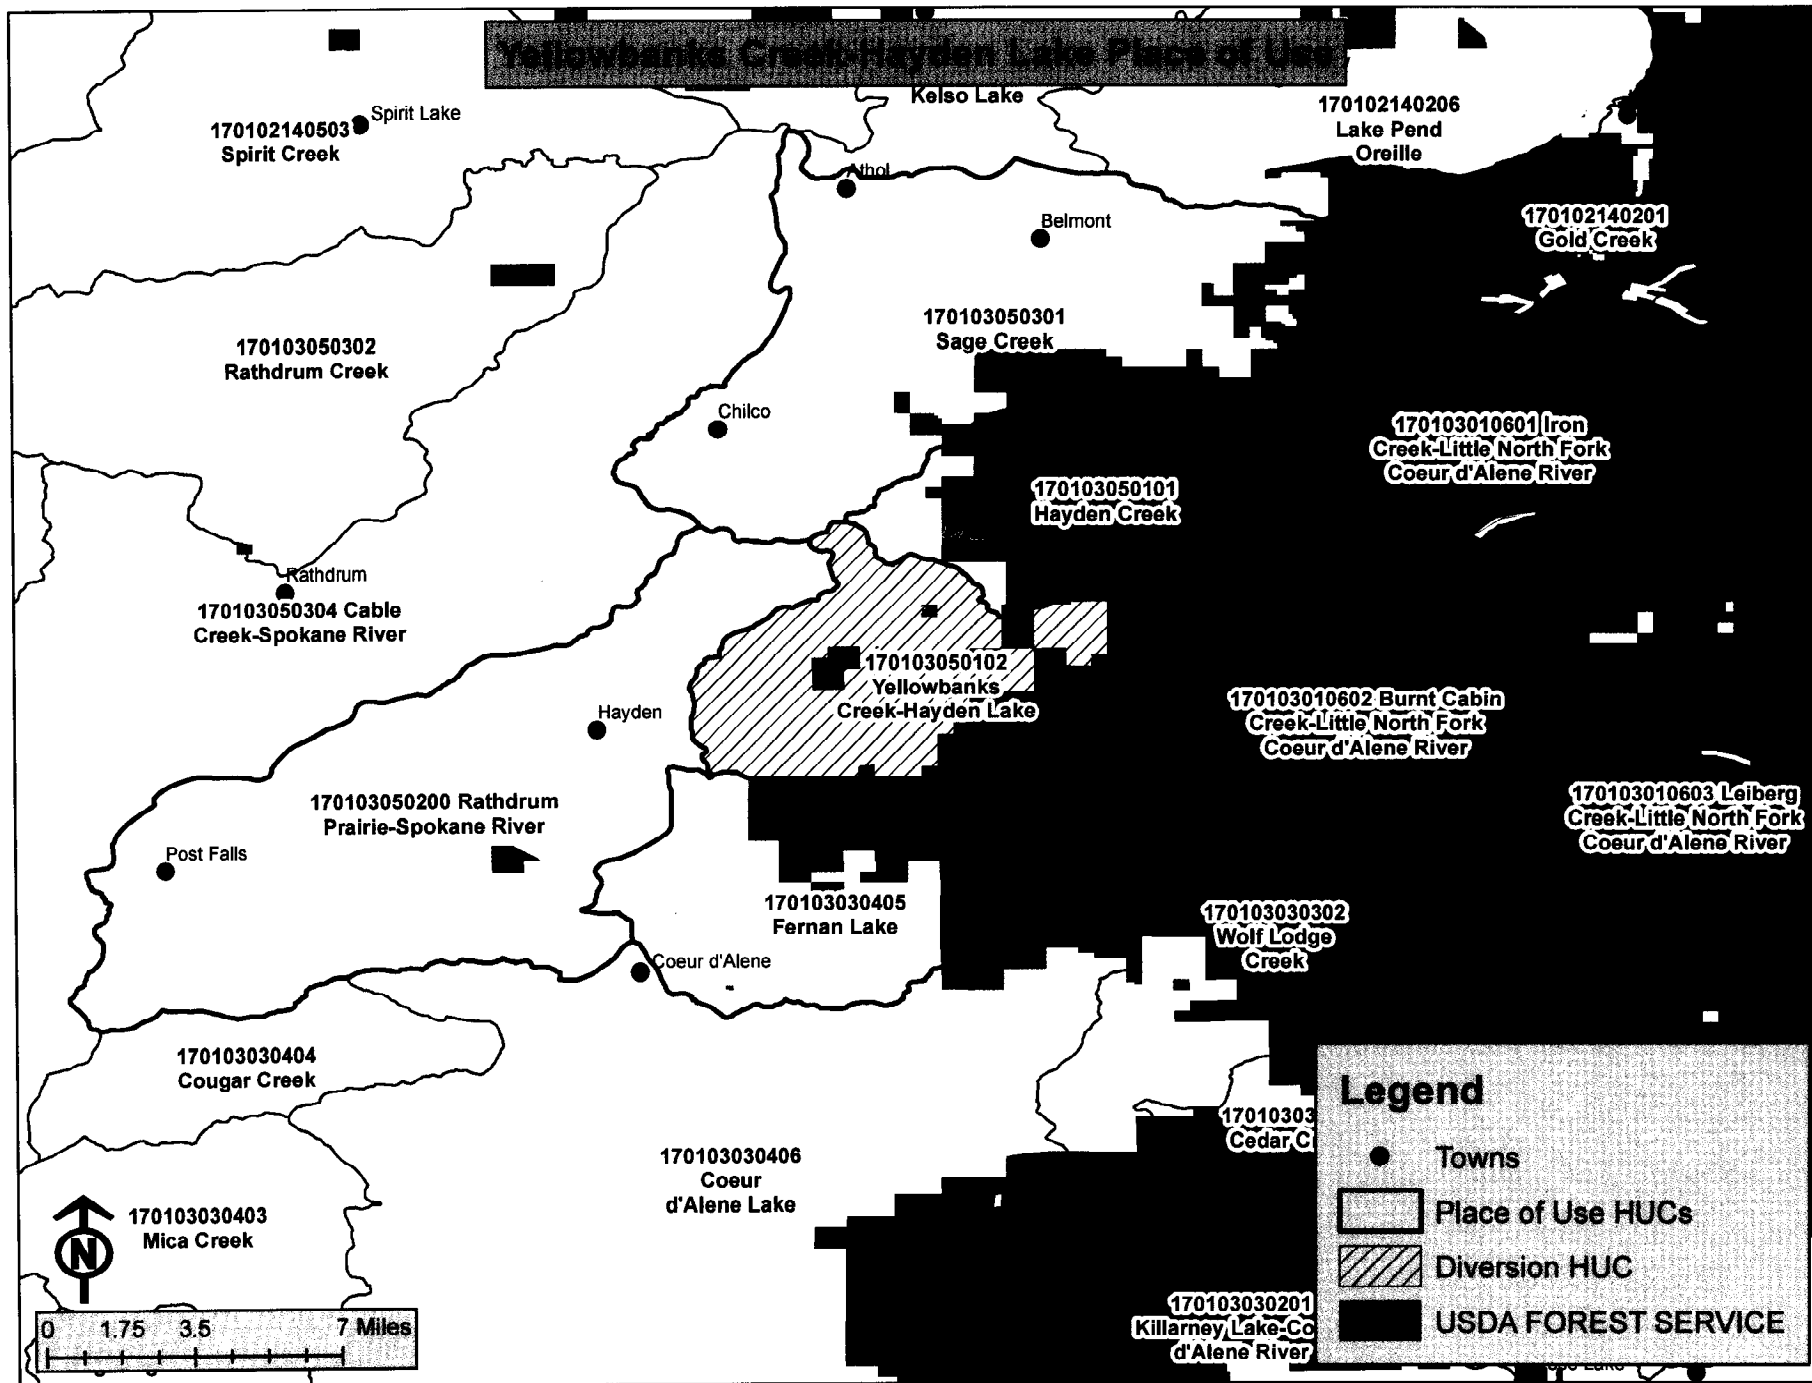 Yellowbanks Creek-Hayden Lake Place of Use
Kelso Lake
170102140503
Spirit Creek
Spirit Lake
170102140206
Lake Pend
Oreille
Athol
Belmont
170102140201
Gold Creek
170103050302
Rathdrum Creek
170103050301
Sage Creek
Chilco
170103010601 Iron
Creek-Little North Fork
Coeur d'Alene River
170103050101
Hayden Creek
Rathdrum
170103050304 Cable
Creek-Spokane River
170103050102
Yellowbanks
Creek-Hayden Lake
Hayden
170103010602 Burnt Cabin
Creek-Little North Fork
Coeur d'Alene River
170103050200 Rathdrum
Prairie-Spokane River
170103010603 Leiberg
Creek-Little North Fork
Coeur d'Alene River
Post Falls
170103030405
Fernan Lake
170103030302
Wolf Lodge
Creek
Coeur d'Alene
170103030404
Cougar Creek
17010303
Cedar C
170103030406
Coeur
d'Alene Lake
170103030403
Mica Creek
N
0 1.75 3.5 7 Miles
170103030201
Killarney Lake-Co
d'Alene River
Legend
Towns
Place of Use HUCs
Diversion HUC
USDA FOREST SERVICE